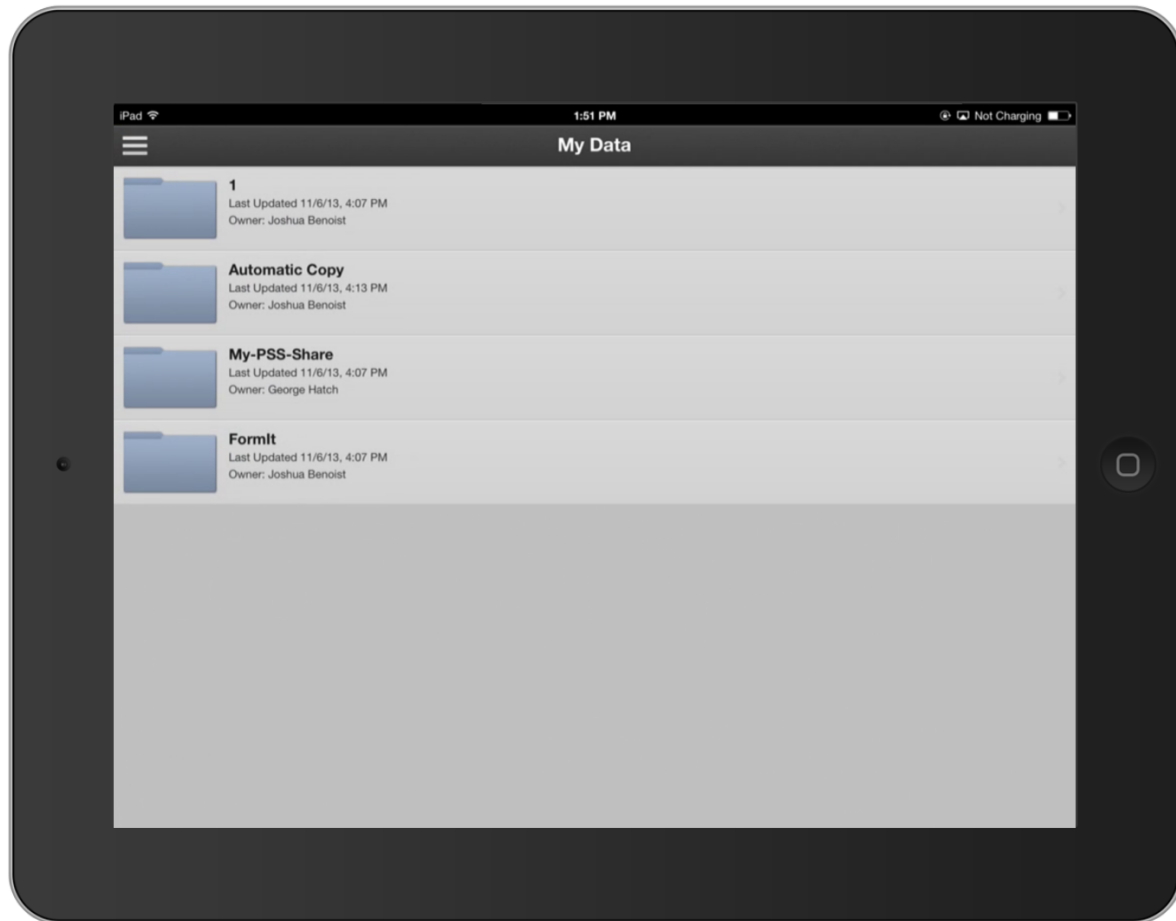 iPad
1:51 PM
Not Charging
My Data
1
Last Updated 11/6/13, 4:07 PM
Owner: Joshua Benoist
Automatic Copy
Last Updated 11/6/13, 4:13 PM
Owner: Joshua Benoist
My-PSS-Share
Last Updated 11/6/13, 4:07 PM
Owner: George Hatch
FormIt
Last Updated 11/6/13, 4:07 PM
Owner: Joshua Benoist